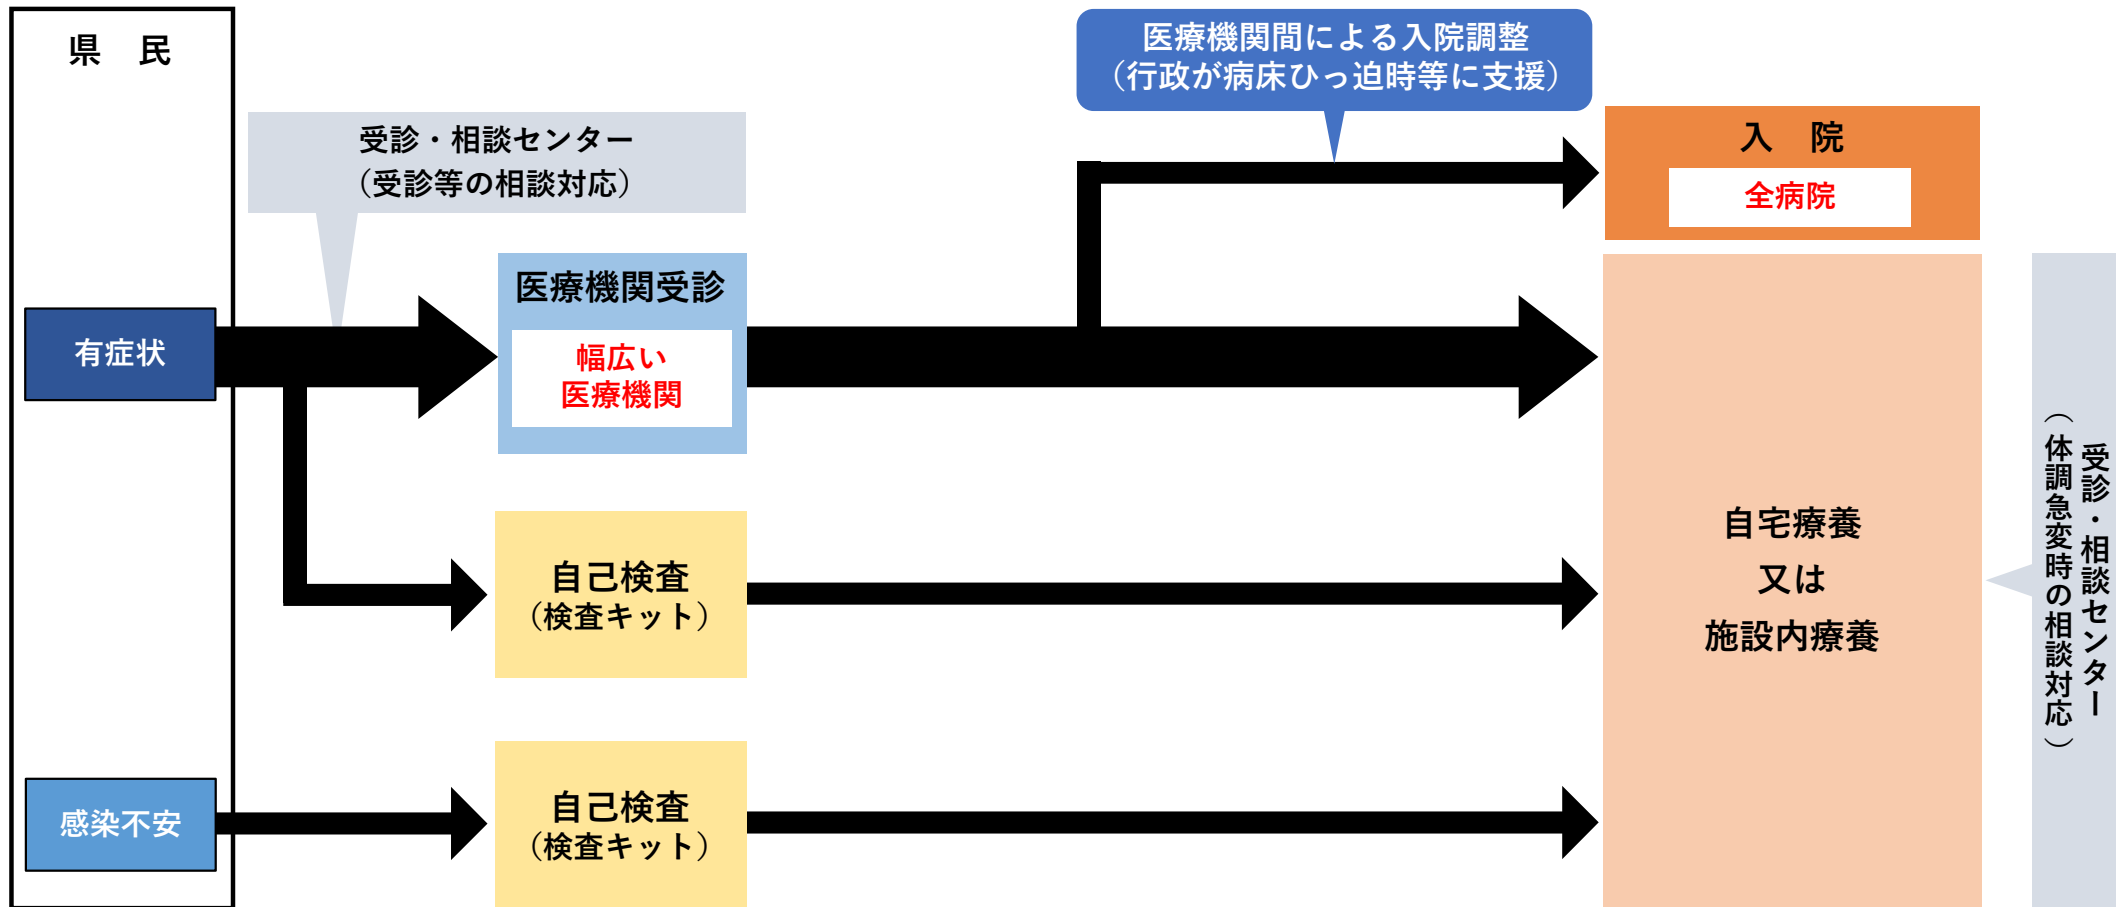 県　民
医療機関間による入院調整
（行政が病床ひっ迫時等に支援）
受診・相談センター
（受診等の相談対応）
入　院
全病院
医療機関受診
幅広い
医療機関
有症状
自己検査
（検査キット）
自宅療養
又は
施設内療養
受診・相談センター
（体調急変時の相談対応）
感染不安
自己検査
（検査キット）